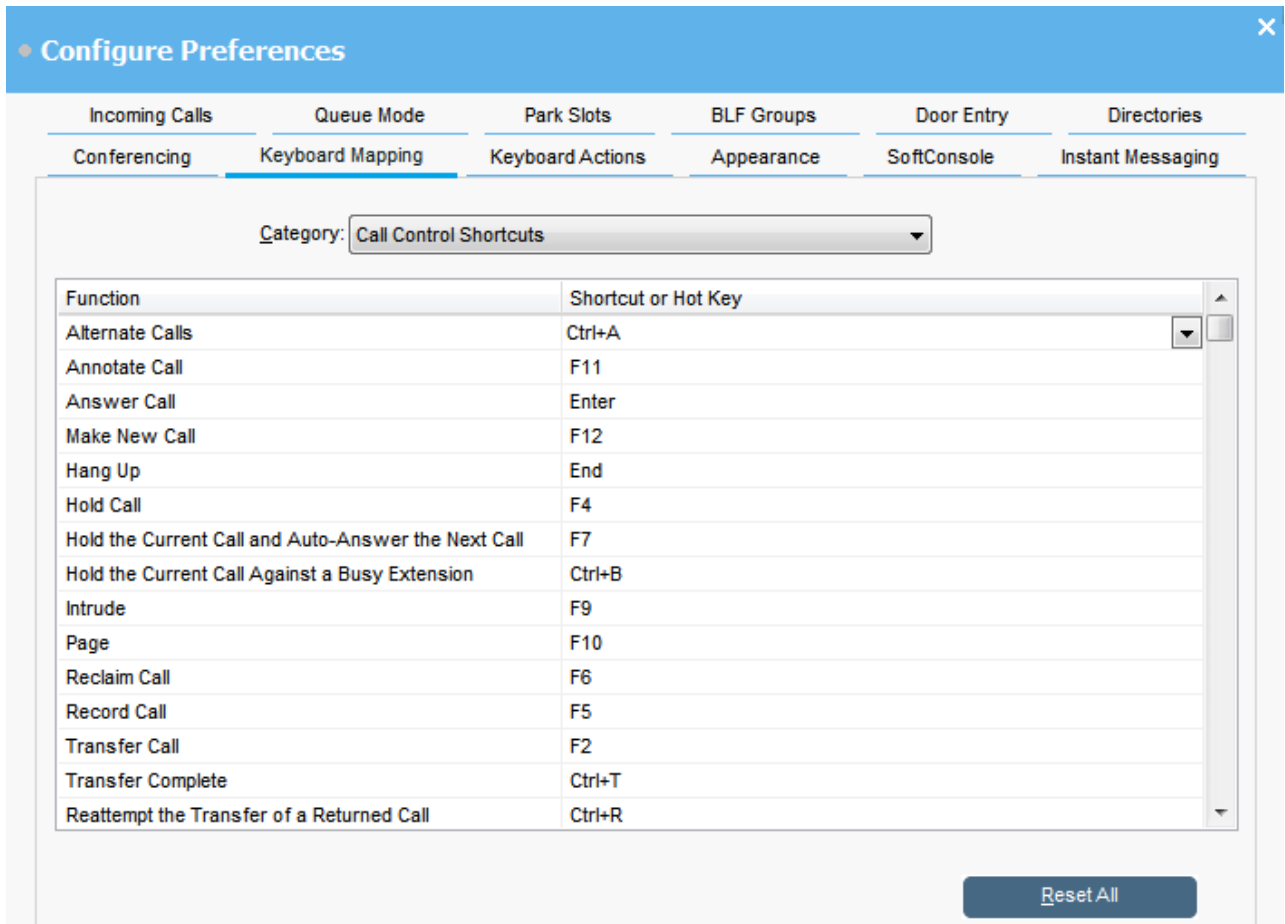 Configure Preferences
Incoming Calls Queue Mode Park Slots BLF Groups Door Entry Directories
Conferencing Keyboard Mapping Keyboard Actions Appearance SoftConsole Instant Messaging
Category: Call Control Shortcuts
Function Shortcut or Hot Key
Alternate Calls Ctrl+A
Annotate Call F11
Answer Call Enter
Make New Call F12
Hang Up End
Hold Call F4
Hold the Current Call and Auto-Answer the Next Call F7
Hold the Current Call Against a Busy Extension Ctrl+B
Intrude F9
Page F10
Reclaim Call F6
Record Call F5
Transfer Call F2
Transfer Complete Ctrl+T
Reattempt the Transfer of a Returned Call Ctrl+R
Reset All